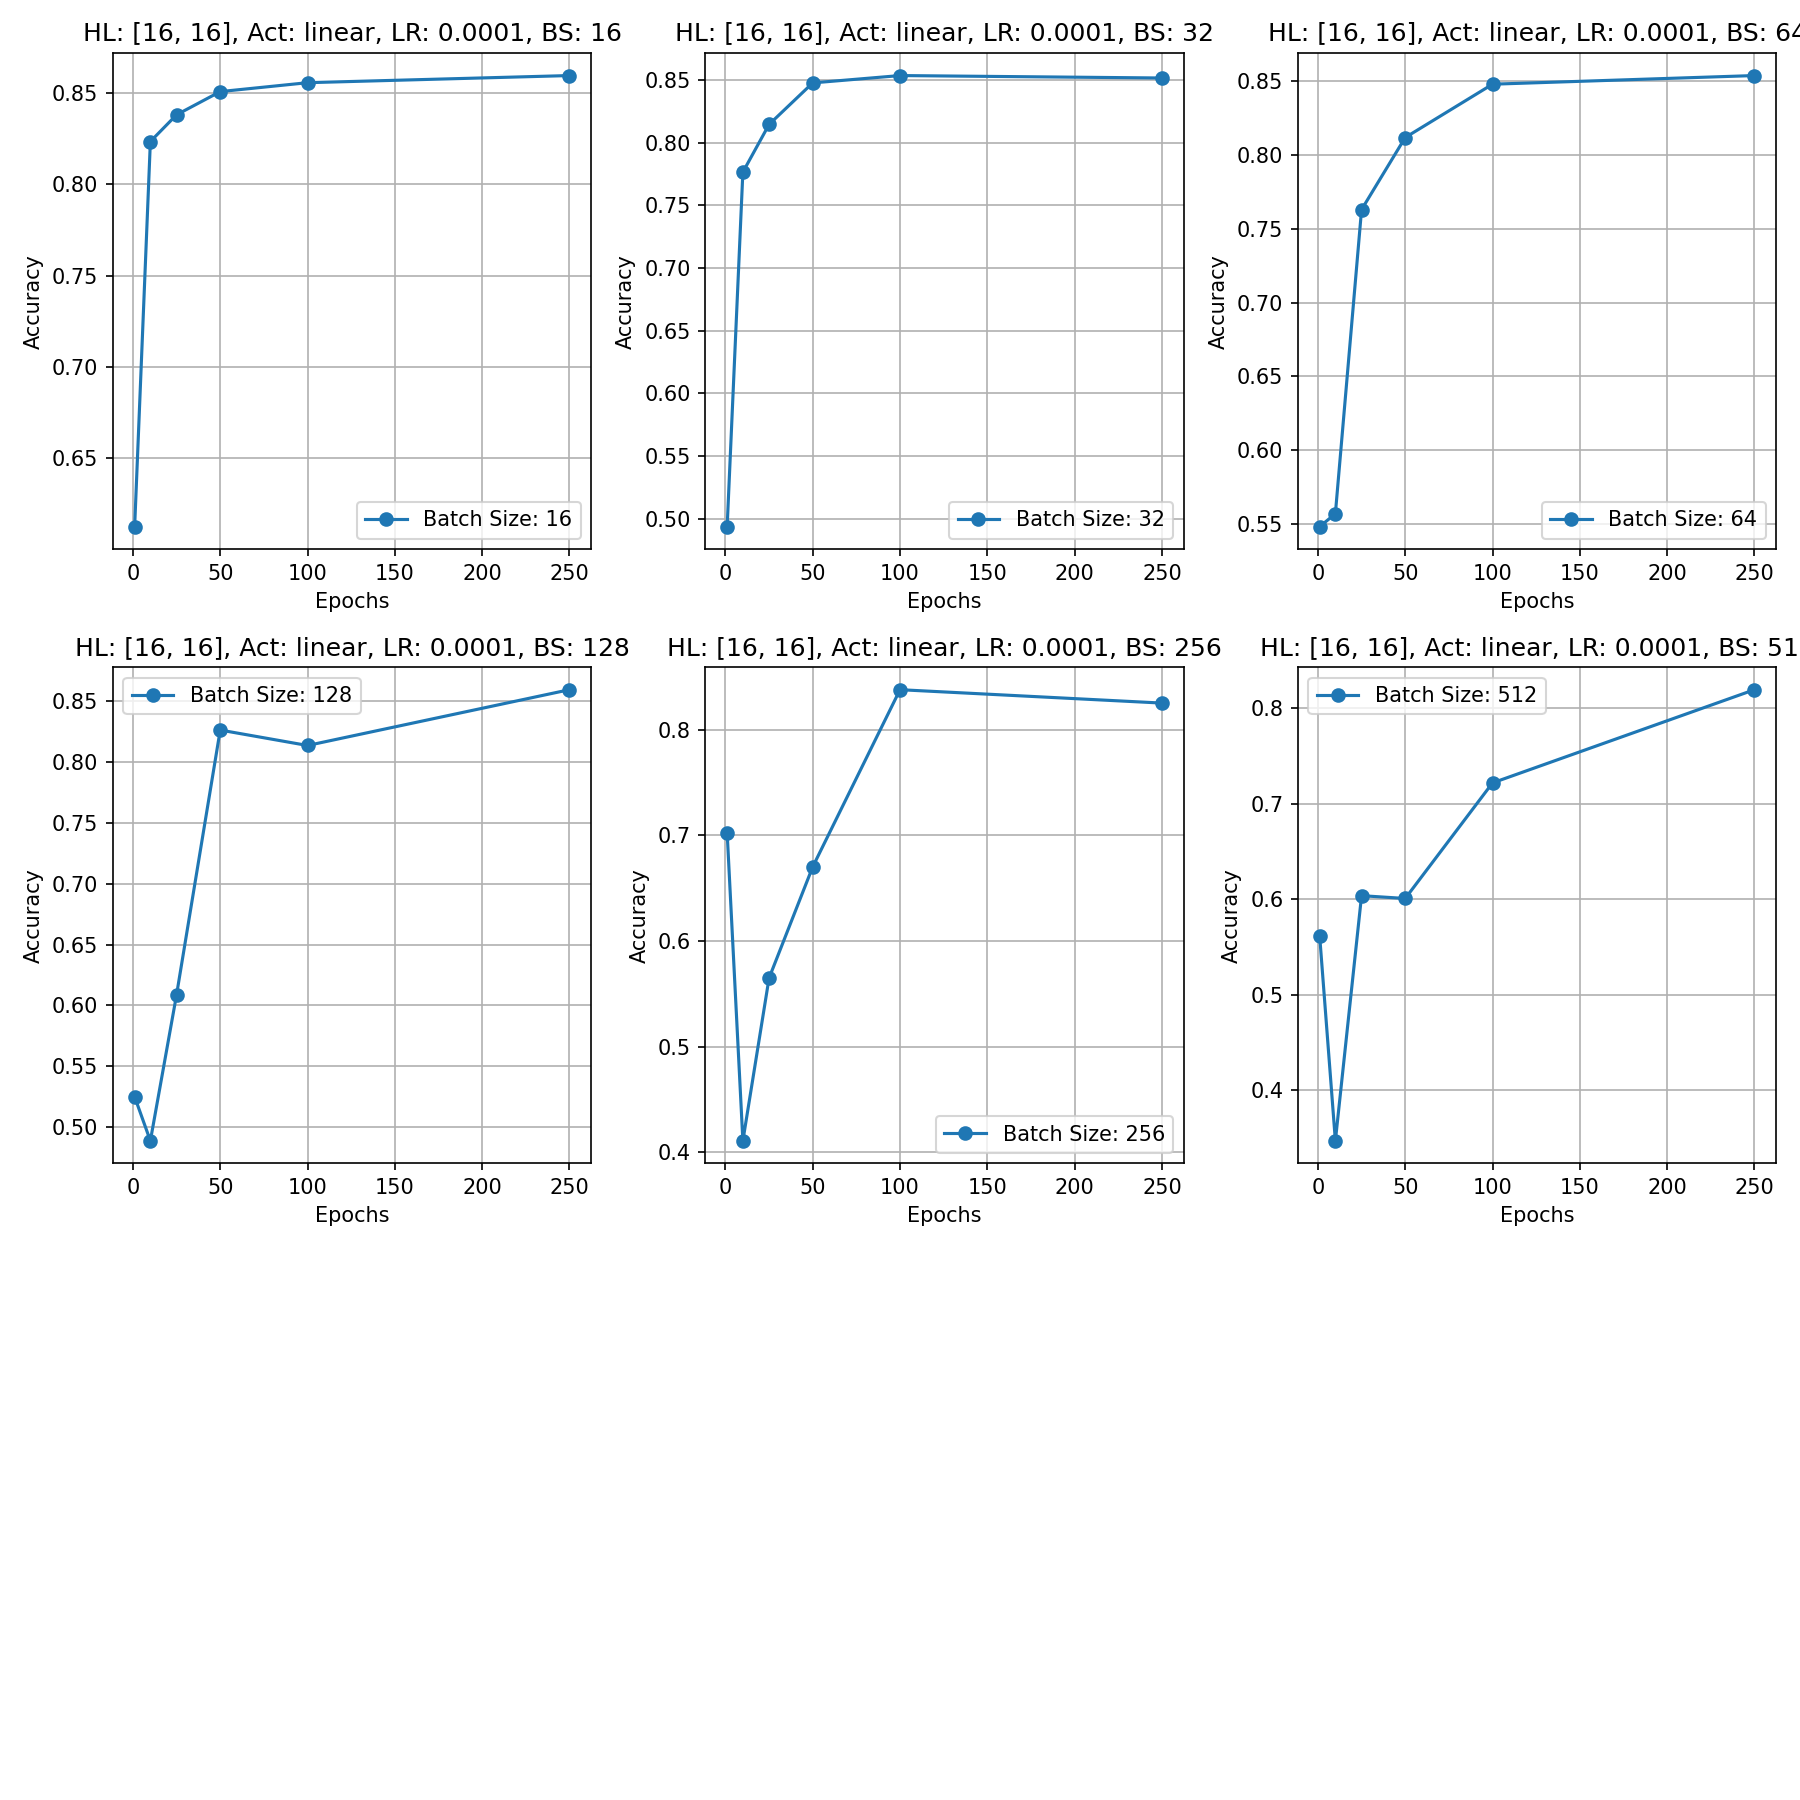 HL: [16, 16], Act: linear, LR: 0.0001, BS: 16
0.85
0.80
0.75
0.70
0.65
Accuracy
Batch Size: 16
0 50 100 150 200 250
Epochs
HL: [16, 16], Act: linear, LR: 0.0001, BS: 32
0.85
0.80
0.75
0.70
0.65
0.60
0.55
0.50
Accuracy
Batch Size: 32
0 50 100 150 200 250
Epochs
HL: [16, 16], Act: linear, LR: 0.0001, BS: 64
0.85
0.80
0.75
0.70
0.65
0.60
0.55
Accuracy
Batch Size: 64
0 50 100 150 200 250
Epochs
HL: [16, 16], Act: linear, LR: 0.0001, BS: 128
Batch Size: 128
0.85
0.80
0.75
0.70
0.65
0.60
0.55
0.50
Accuracy
0 50 100 150 200 250
Epochs
HL: [16, 16], Act: linear, LR: 0.0001, BS: 256
0.8
0.7
0.6
0.5
0.4
Accuracy
Batch Size: 256
0 50 100 150 200 250
Epochs
HL: [16, 16], Act: linear, LR: 0.0001, BS: 51
Batch Size: 512
0.8
0.7
0.6
0.5
0.4
Accuracy
0 50 100 150 200 250
Epochs